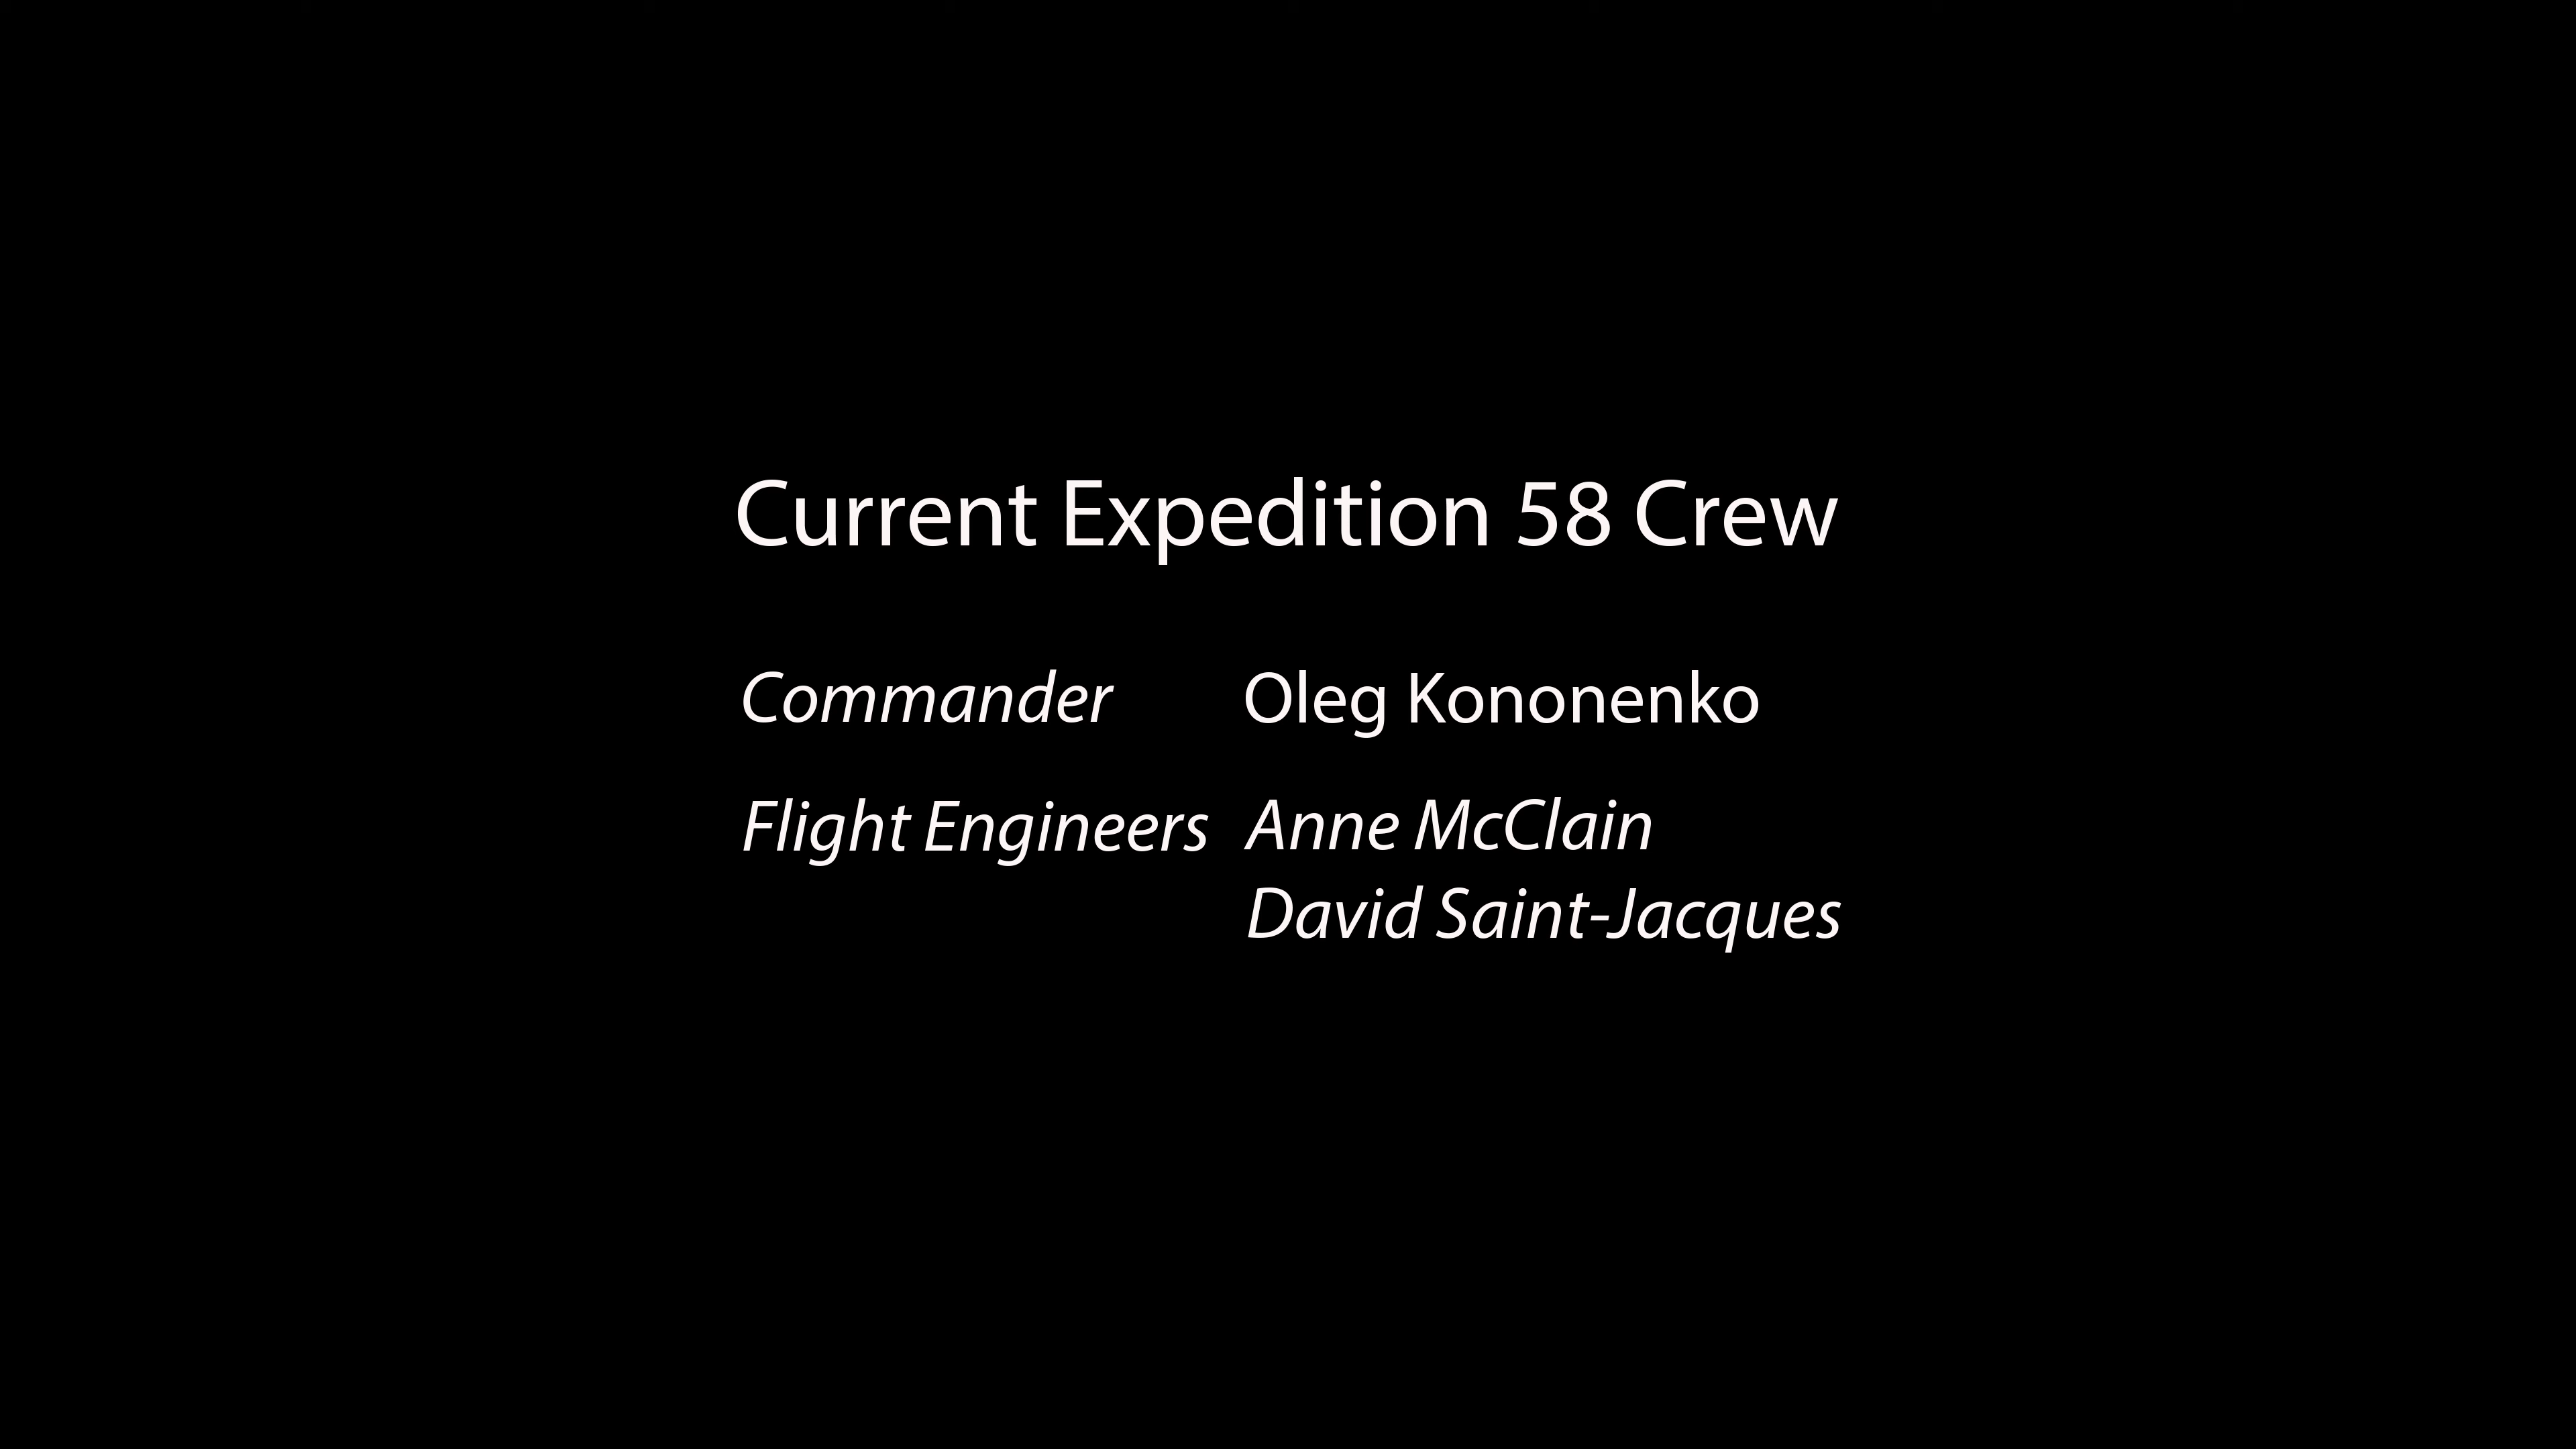 Current Expedition 58 Crew
Commander Oleg Kononenko
Flight Engineers Anne McClain
David Saint-Jacques